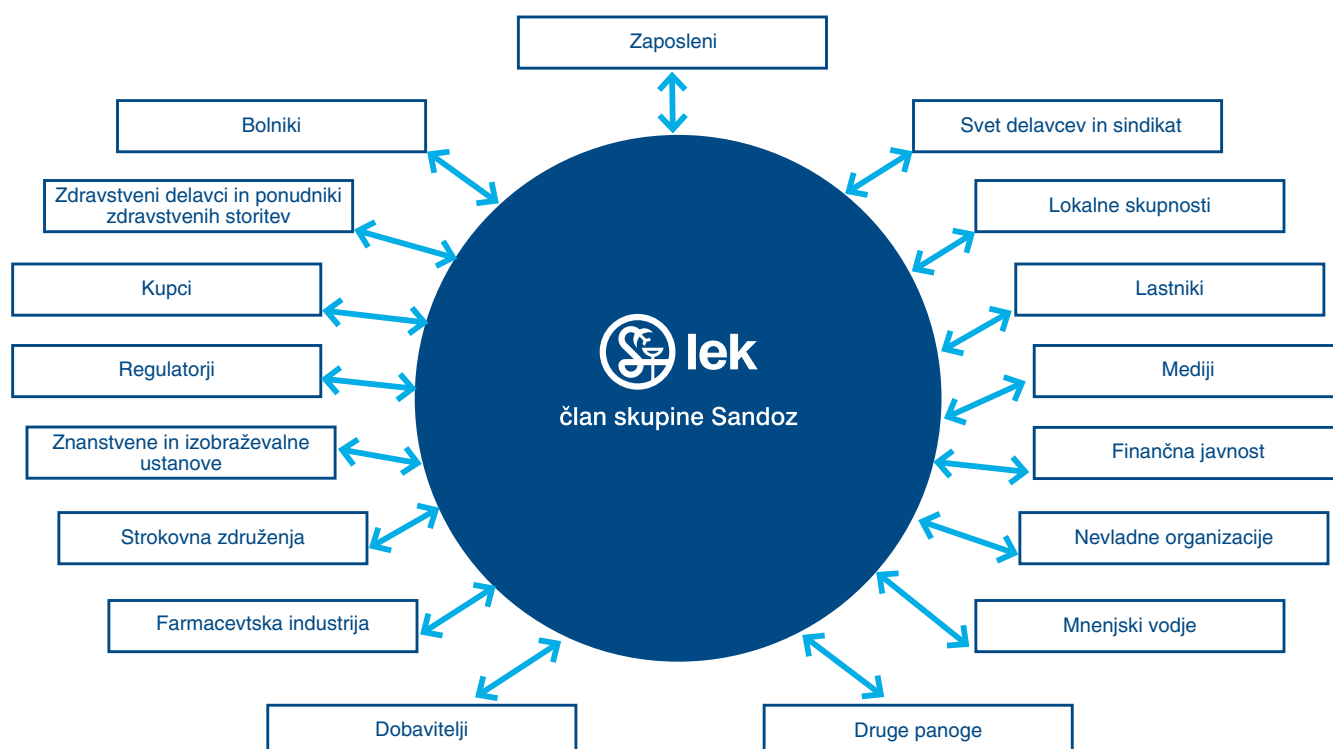 Zaposleni
Bolniki
Svet delavcev in sindikat
Zdravstveni delavci in ponudniki
zdravstvenih storitev
Lokalne skupnosti
Kupci
Lastniki
lek
član skupine Sandoz
Regulatorji
Mediji
Znanstvene in izobraževalne
ustanove
Finančna javnost
Strokovna združenja
Nevladne organizacije
Farmacevtska industrija
Mnenjski vodje
Dobavitelji
Druge panoge